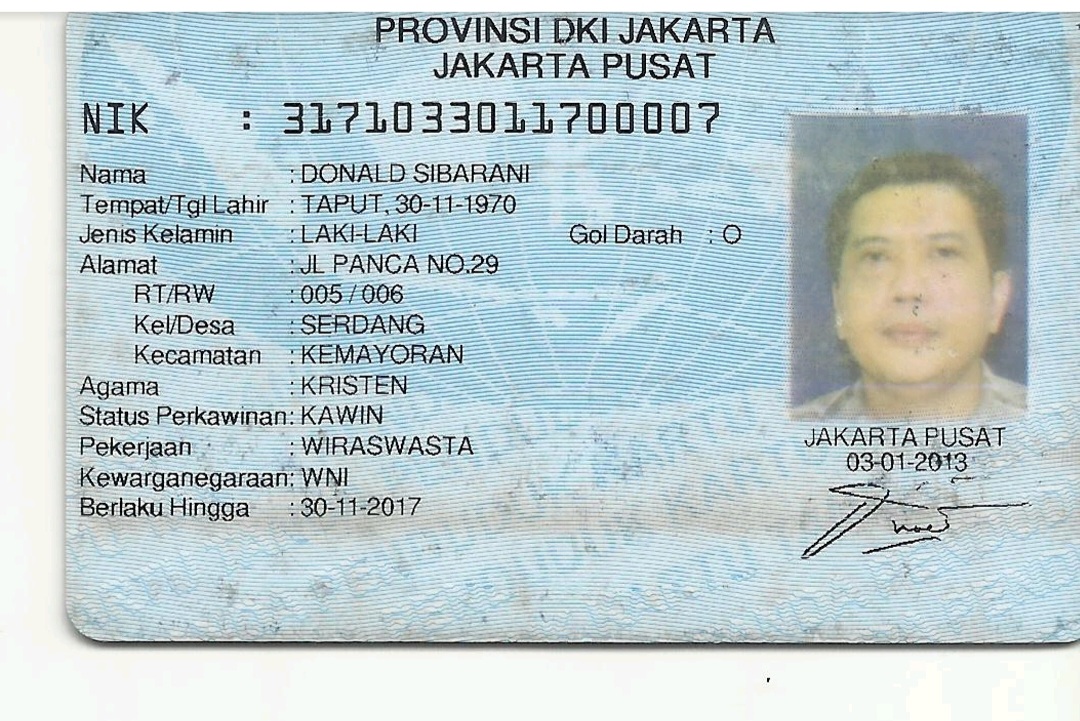 PROVINSI DKI JAKARTA
JAKARTA PUSAT
NIK : 3171033011700007
Nama : DONALD SIBARANI
Tempat/Tgl Lahir : TAPUT, 30-11-1970
Jenis Kelamin : LAKI-LAKI Gol Darah : O
Alamat : JL PANCA NO.29
RT/RW : 005 / 006
Kel/Desa : SERDANG
Kecamatan : KEMAYORAN
Agama : KRISTEN
Status Perkawinan: KAWIN
Pekerjaan : WIRASWASTA
Kewarganegaraan: WNI
Berlaku Hingga : 30-11-2017
JAKARTA PUSAT
03-01-2013